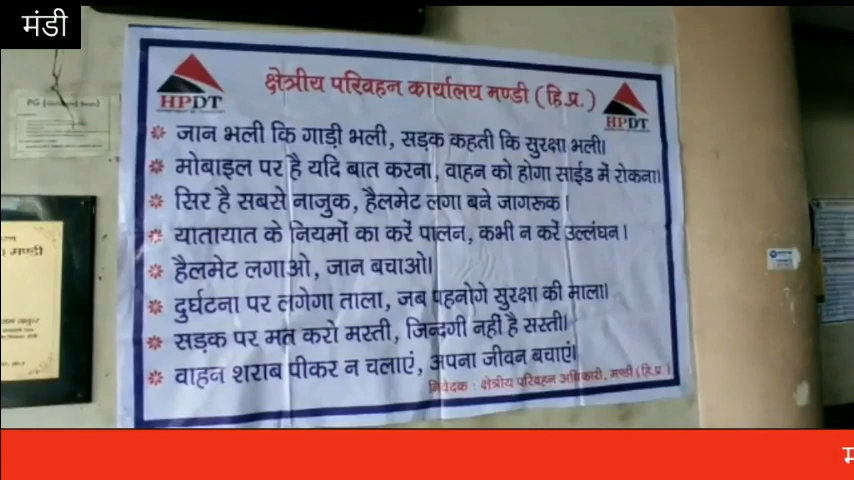 मंडी
क्षेत्रीय परिवहन कार्यालय मण्डी (हि.प्र.)
HPDT
HPDT
जान भली कि गाड़ी भली, सड़क कहती कि सुरक्षा भली।
मोबाइल पर है यदि बात करना, वाहन को होगा साईड में रोकना।
सिर है सबसे नाजुक, हैलमेट लगा बने जागरूक।
यातायात के नियमों का करें पालन, कभी न करें उल्लंघन।
हैलमेट लगाओ, जान बचाओ।
दुर्घटना पर लगेगा ताला, जब पहनोगे सुरक्षा की माला।
सड़क पर मत करो मस्ती, जिन्दगी नहीं है सस्ती।
वाहन शराब पीकर न चलाएं, अपना जीवन बचाएं।
निवेदक : क्षेत्रीय परिवहन अधिकारी, मण्डी (हि.प्र.)
PG
मण्डी